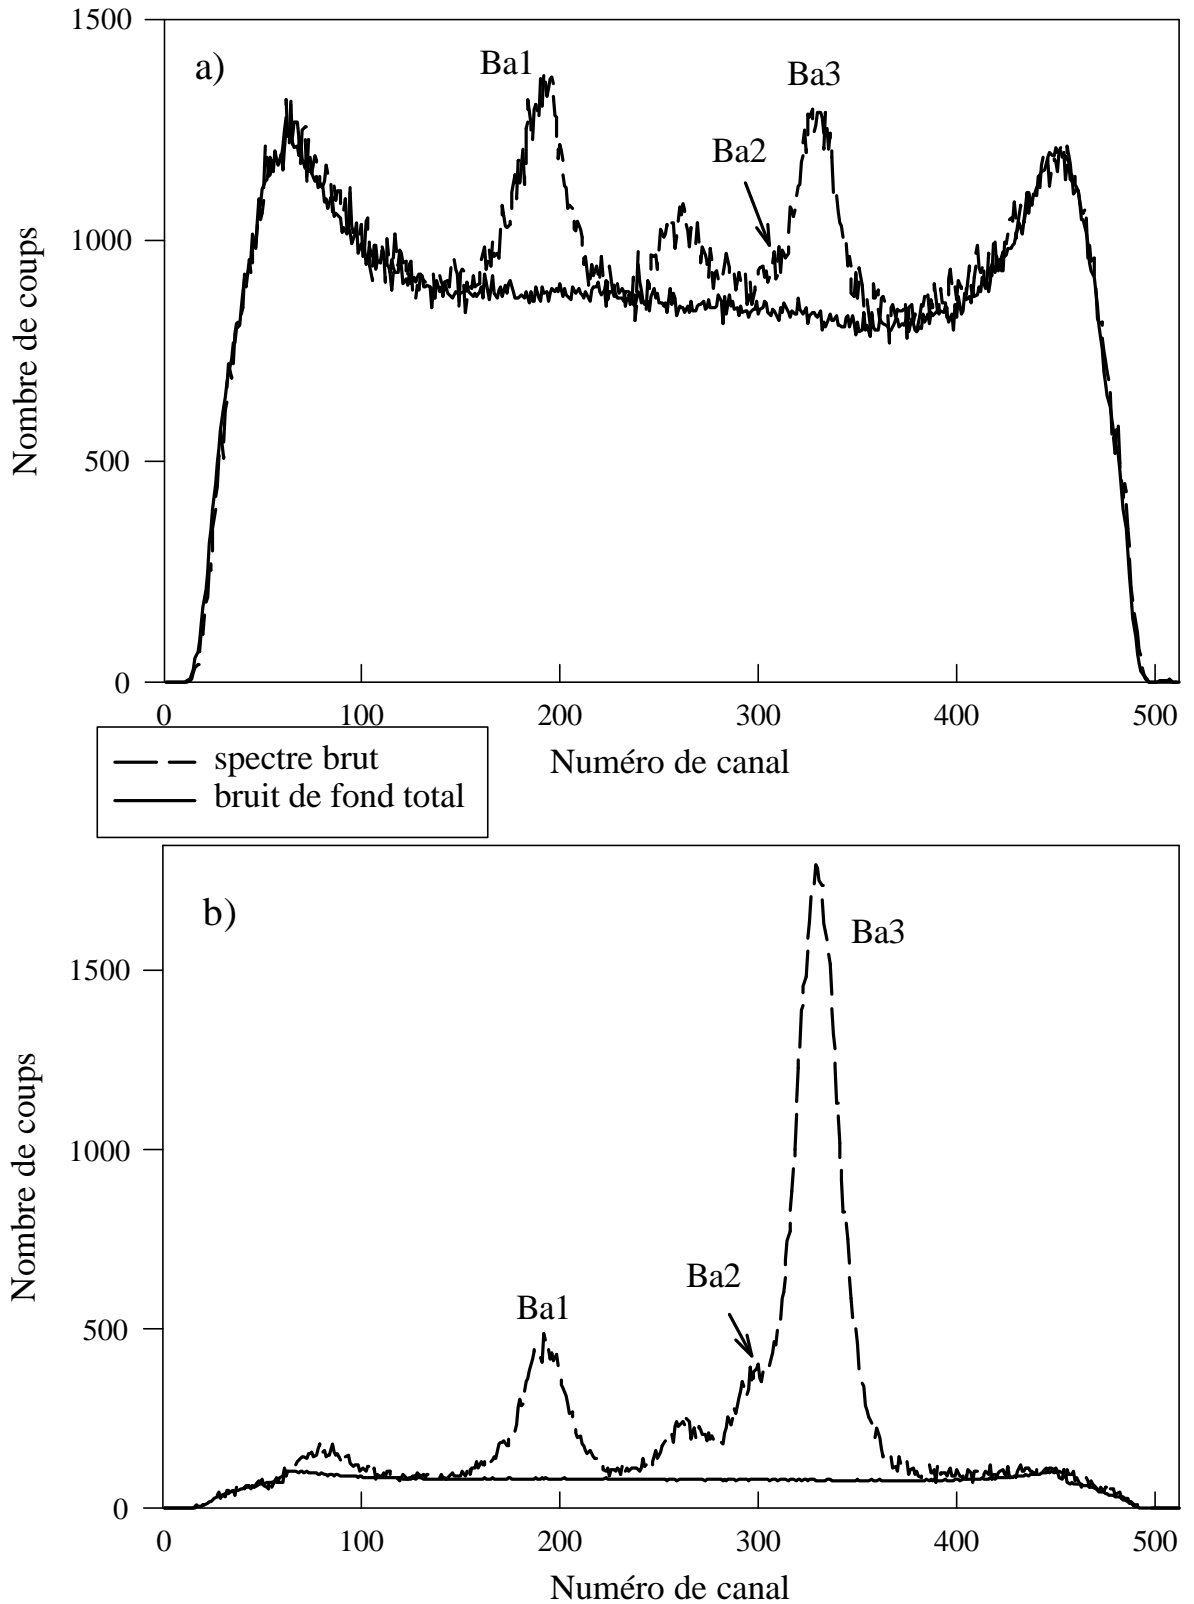 1500
a)
Ba1
Ba3
Ba2
1000
Nombre de coups
500
0
0 100 200 300 400 500
Numéro de canal
spectre brut
bruit de fond total
b)
Ba3
1500
Nombre de coups
1000
Ba2
Ba1
500
0
0 100 200 300 400 500
Numéro de canal